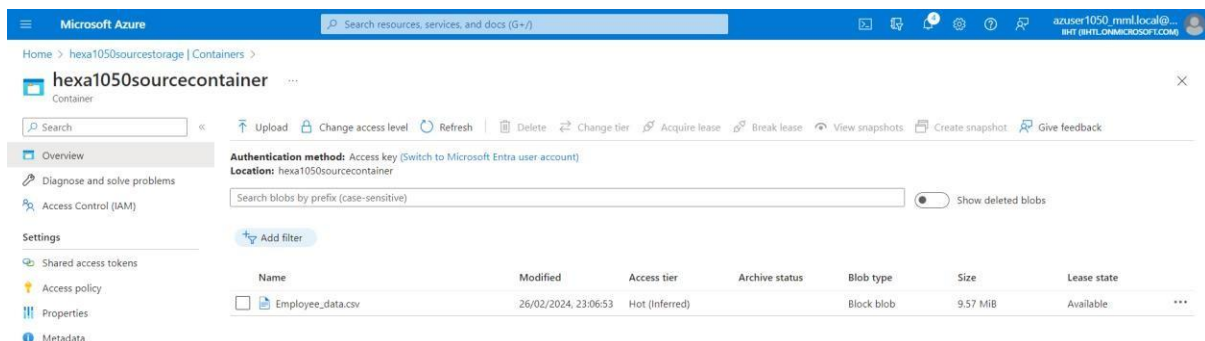 Microsoft Azure
Search resources, services, and docs (G+/)
4
azuser1050_mml.local@...
IIHT (IIHTL.ONMICROSOFT.COM)
Home > hexa1050sourcestorage | Containers >
hexa1050sourcecontainer ...
Container
Search
Upload Change access level Refresh Delete Change tier Acquire lease Break lease View snapshots Create snapshot Give feedback
Overview
Diagnose and solve problems
Access Control (IAM)
Settings
Shared access tokens
Access policy
Properties
Metadata
Authentication method: Access key (Switch to Microsoft Entra user account)
Location: hexa1050sourcecontainer
Search blobs by prefix (case-sensitive)
Show deleted blobs
Add filter
Name Modified Access tier Archive status Blob type Size Lease state
Employee_data.csv 26/02/2024, 23:06:53 Hot (Inferred) Block blob 9.57 MiB Available ...